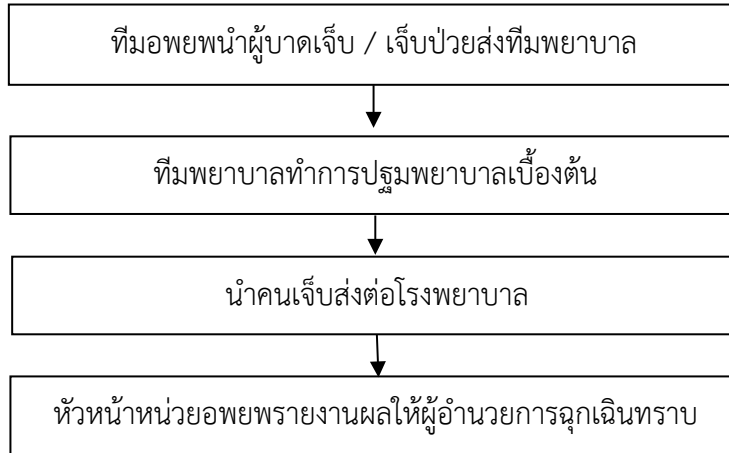 ทีมอพยพนำผู้บาดเจ็บ / เจ็บป่วยส่งทีมพยาบาล
ทีมพยาบาลทำการปฐมพยาบาลเบื้องต้น
นำคนเจ็บส่งต่อโรงพยาบาล
หัวหน้าหน่วยอพยพรายงานผลให้ผู้อำนวยการฉุกเฉินทราบ